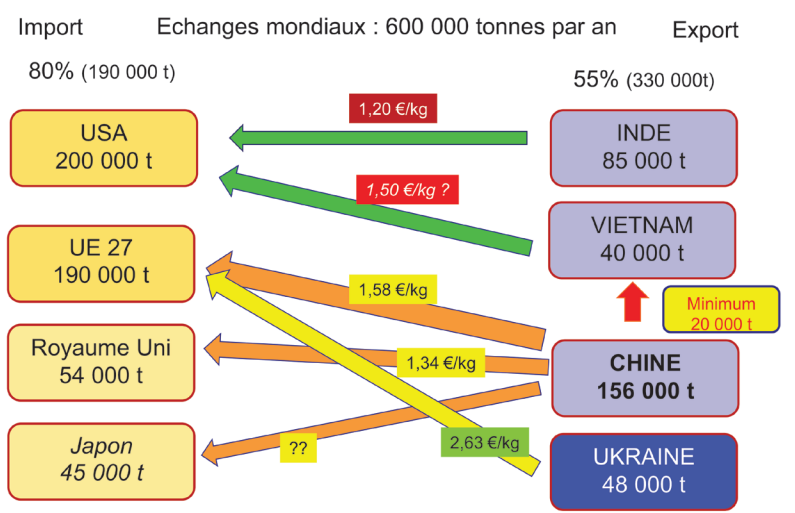 Import
Echanges mondiaux : 600 000 tonnes par an
Export
80% (190 000 t)
55% (330 000t)
1,20 €/kg
USA
200 000 t
INDE
85 000 t
1,50 €/kg ?
VIETNAM
40 000 t
UE 27
190 000 t
1,58 €/kg
Minimum
20 000 t
Royaume Uni
54 000 t
1,34 €/kg
CHINE
156 000 t
Japon
45 000 t
??
2,63 €/kg
UKRAINE
48 000 t